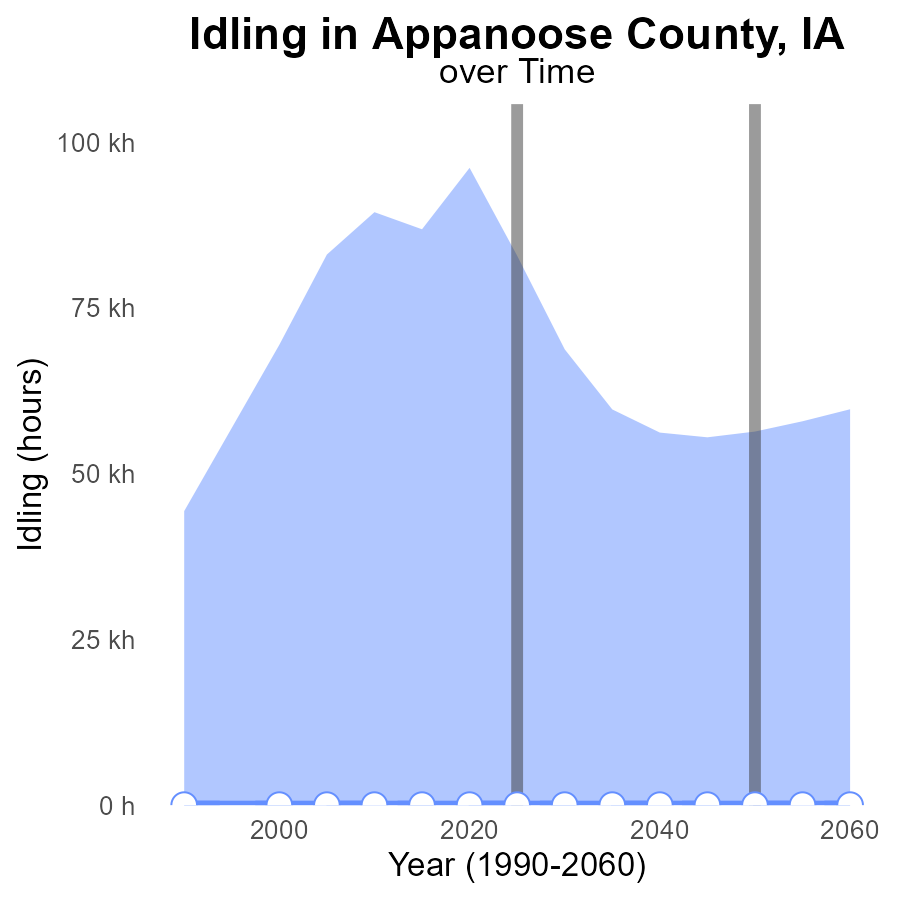 Idling in Appanoose County, IA
over Time
100 kh
75 kh
50 kh
25 kh
0 h
Idling (hours)
2000 2020 2040 2060
Year (1990-2060)